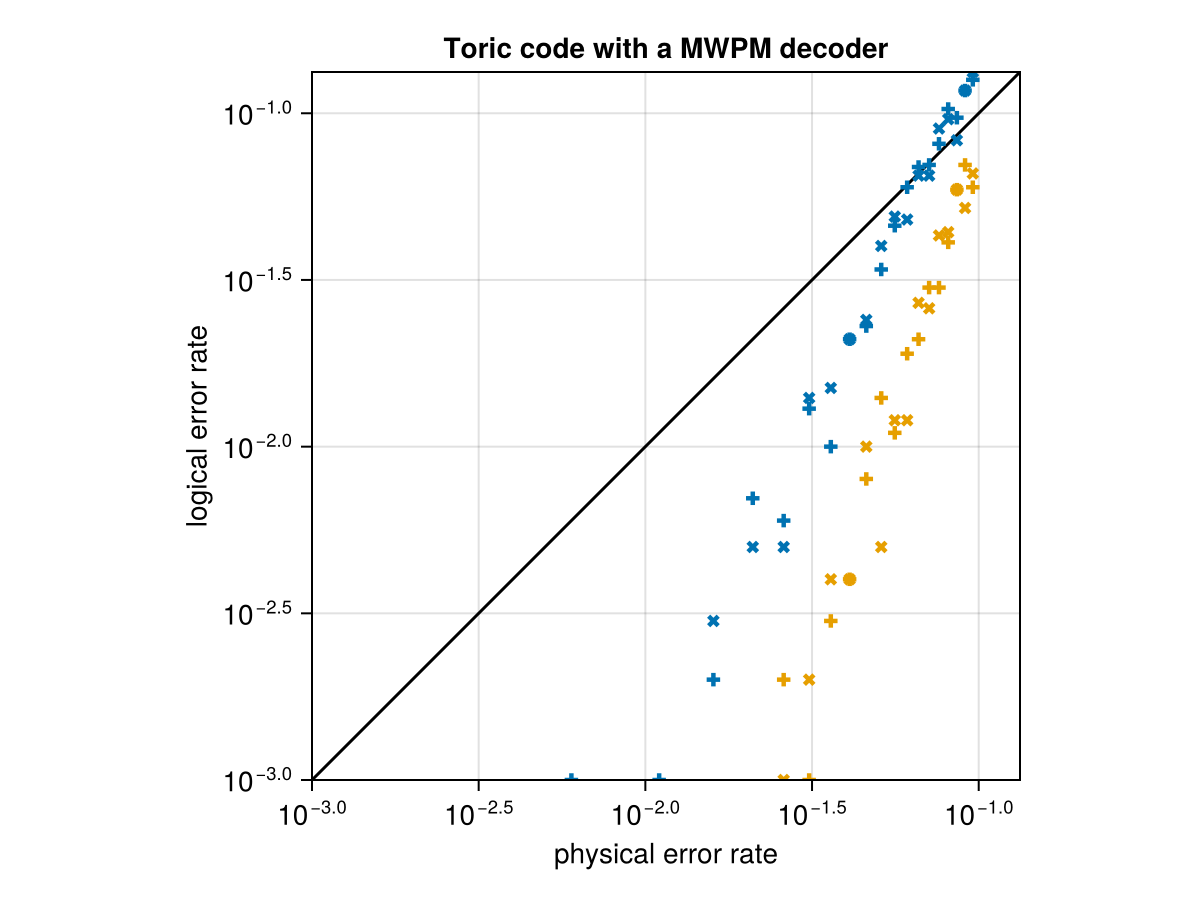 Toric code with a MWPM decoder
10^−1.0
10^−1.5
10^−2.0
10^−2.5
10^−3.0
logical error rate
10^−3.0 10^−2.5 10^−2.0 10^−1.5 10^−1.0
physical error rate